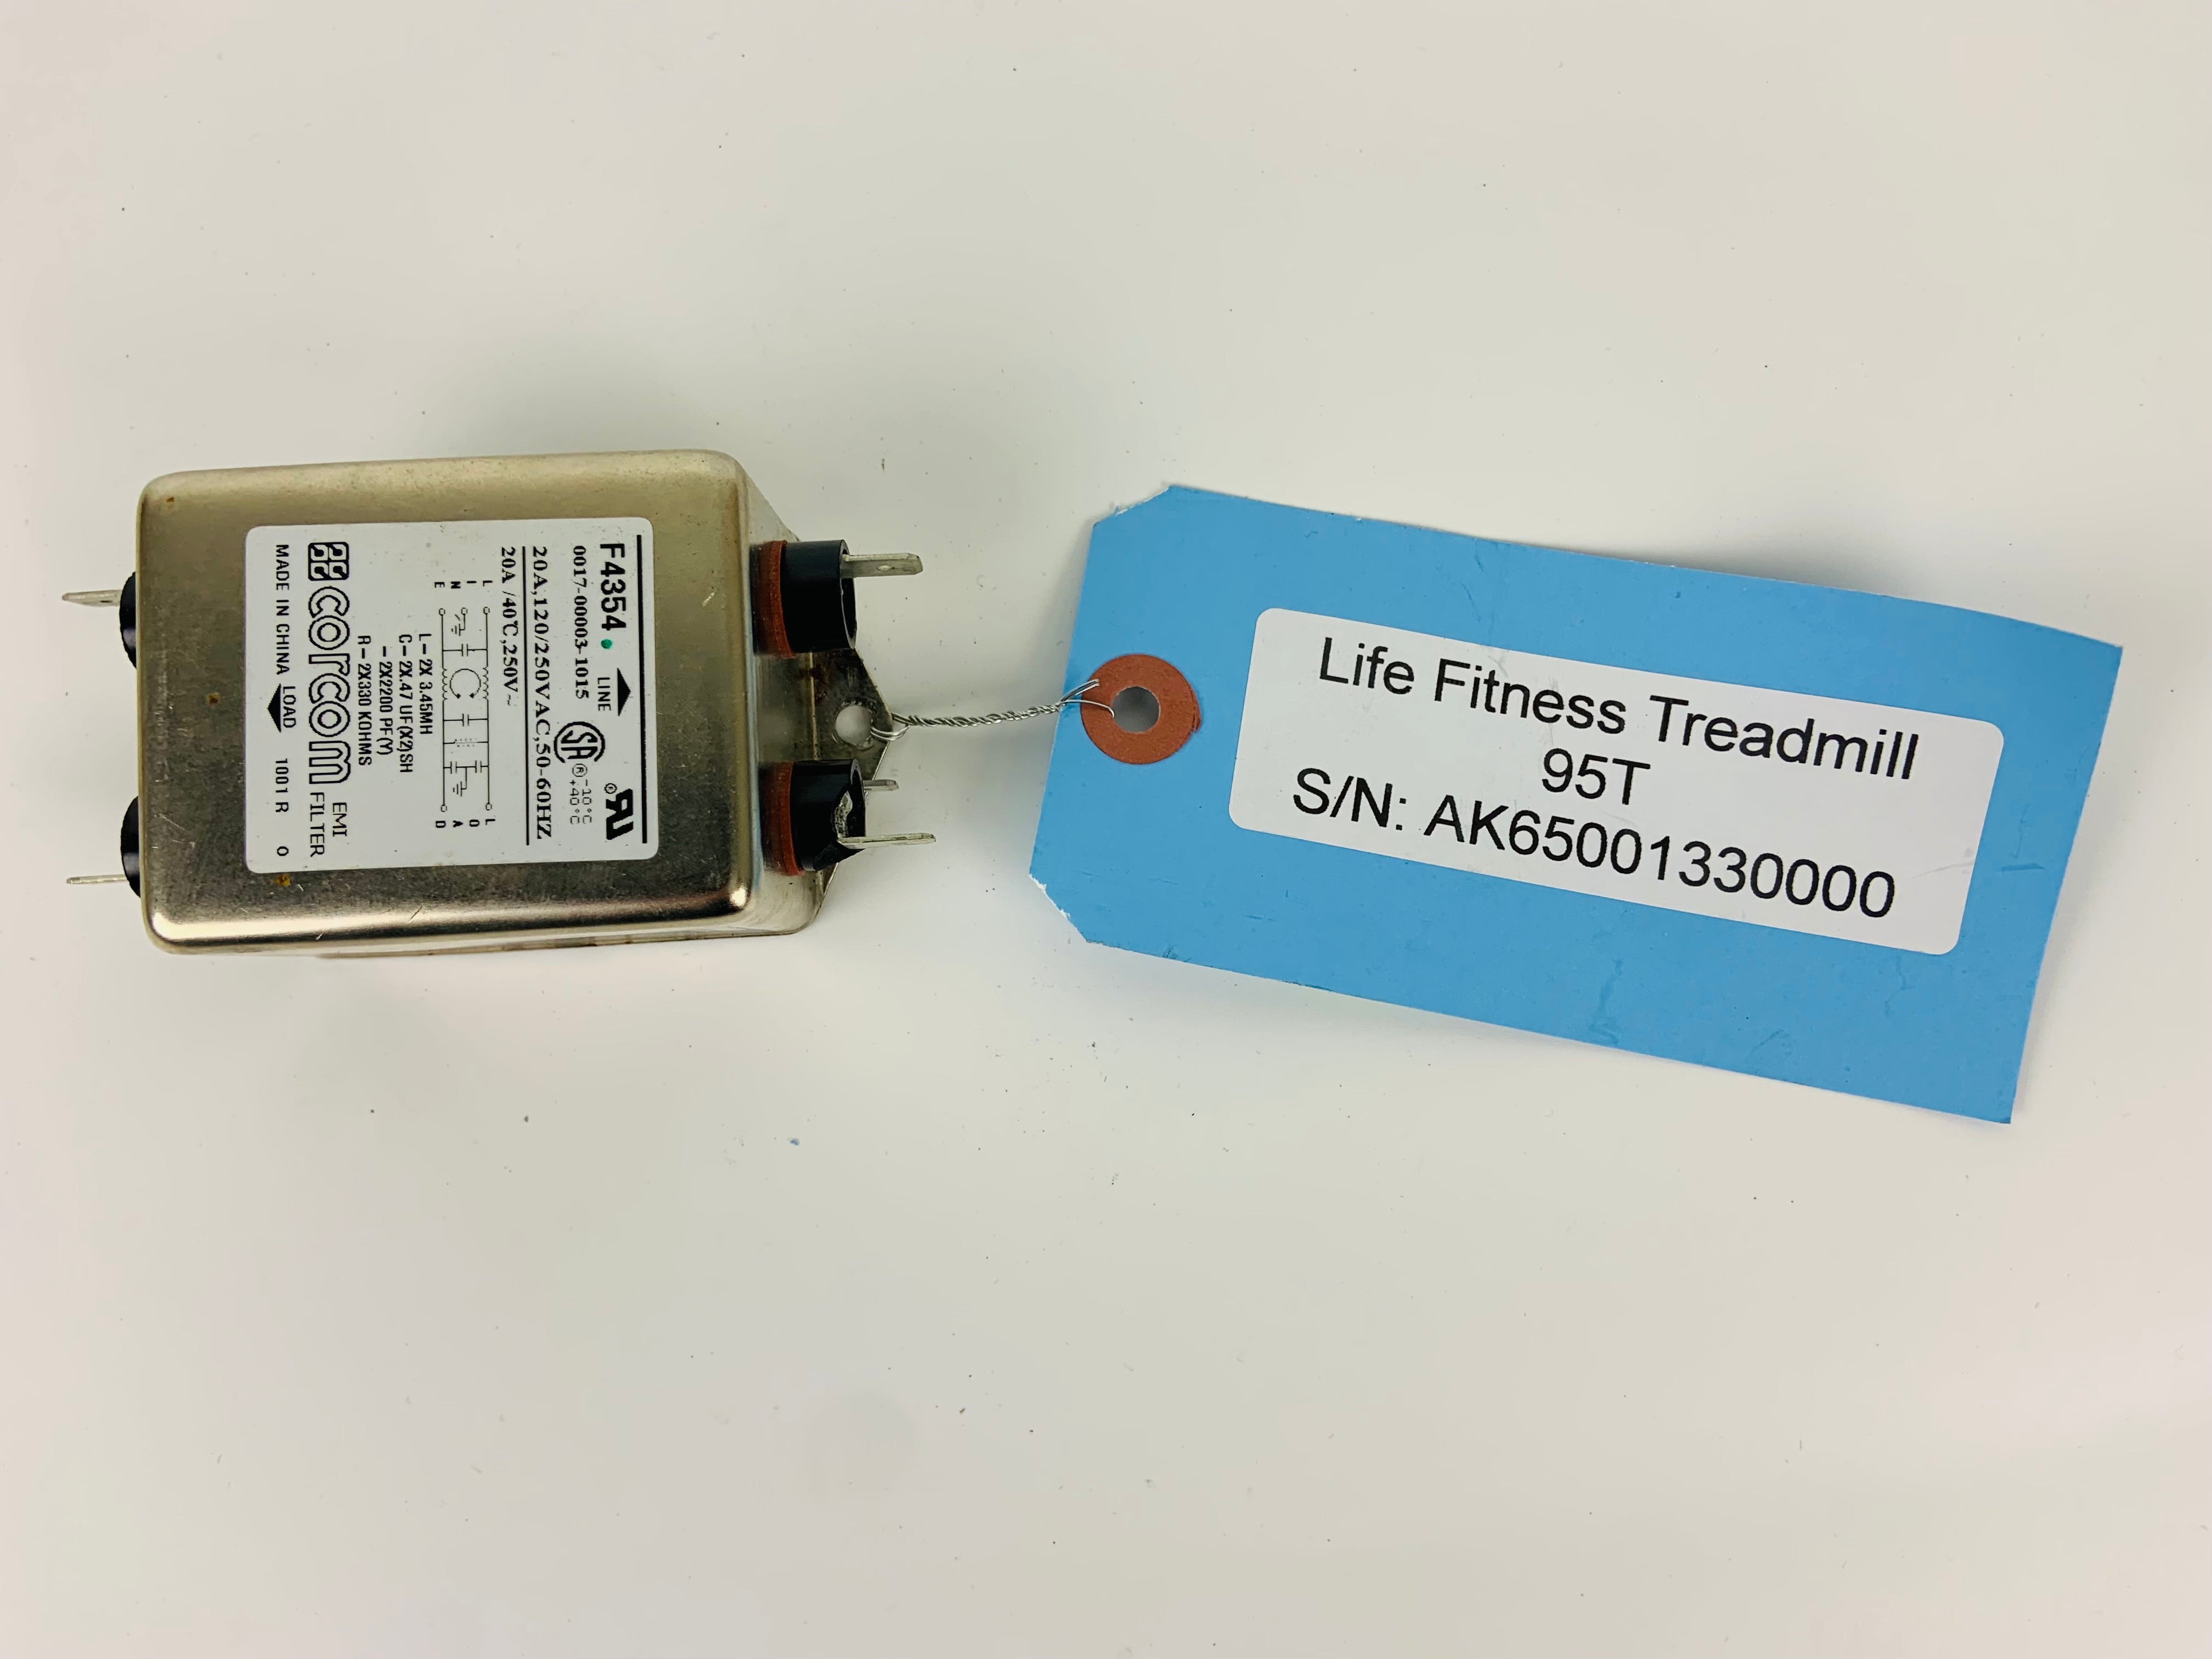 F4354
LINE
0017-00003-1015
-10°C
+40°C
20A,120/250VAC,50-60HZ
20A /40°C,250V~
L I N E
L O A D
L- 2X 3.45MH
C- 2X.47 UF(X2)SH
- 2X2200 PF(Y)
R- 2X330 KOHMS
corcom EMI FILTER
MADE IN CHINA LOAD 1001 R 0
Life Fitness Treadmill
95T
S/N: AK65001330000